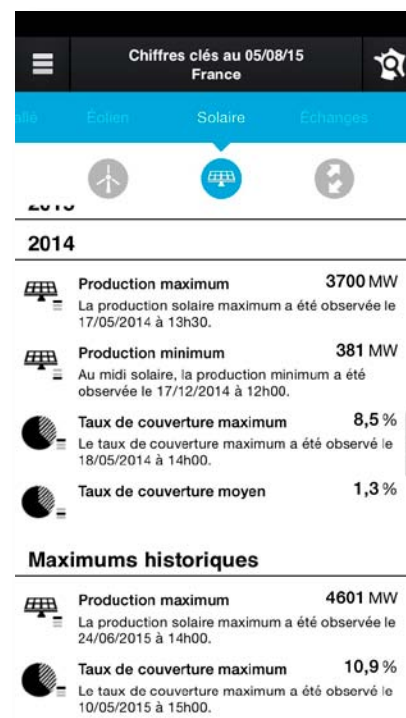 Chiffres clés au 05/08/15
France
Éolien Solaire Échanges
2014
Production maximum 3700 MW
La production solaire maximum a été observée le
17/05/2014 à 13h30.
Production minimum 381 MW
Au midi solaire, la production minimum a été
observée le 17/12/2014 à 12h00.
Taux de couverture maximum 8,5 %
Le taux de couverture maximum a été observé le
18/05/2014 à 14h00.
Taux de couverture moyen 1,3 %
Maximums historiques
Production maximum 4601 MW
La production solaire maximum a été observée le
24/06/2015 à 14h00.
Taux de couverture maximum 10,9 %
Le taux de couverture maximum a été observé le
10/05/2015 à 15h00.